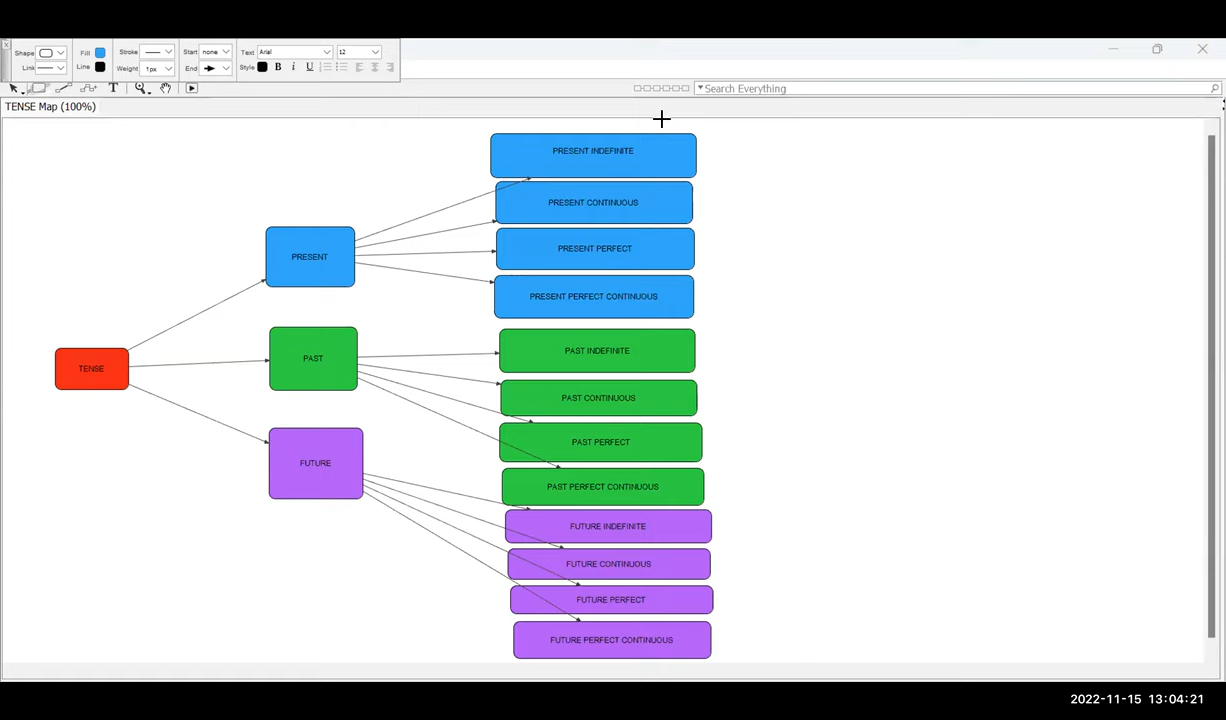 Shape
Fill
Stroke
Start none
Text Arial 12
Link
Line
Weight 1px
End
Style B i U
T
Search Everything
TENSE Map (100%)
PRESENT INDEFINITE
PRESENT CONTINUOUS
PRESENT PERFECT
PRESENT
PRESENT PERFECT CONTINUOUS
PAST INDEFINITE
PAST
TENSE
PAST CONTINUOUS
PAST PERFECT
FUTURE
PAST PERFECT CONTINUOUS
FUTURE INDEFINITE
FUTURE CONTINUOUS
FUTURE PERFECT
FUTURE PERFECT CONTINUOUS
2022-11-15 13:04:21